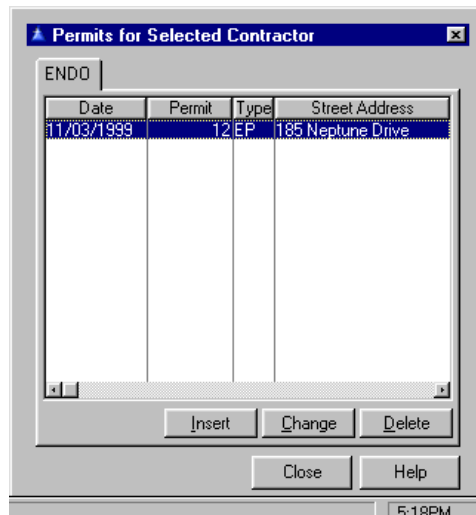 Permits for Selected Contractor
ENDO
Date Permit Type Street Address
11/03/1999 12 EP 185 Neptune Drive
Insert Change Delete
Close Help
5:18PM